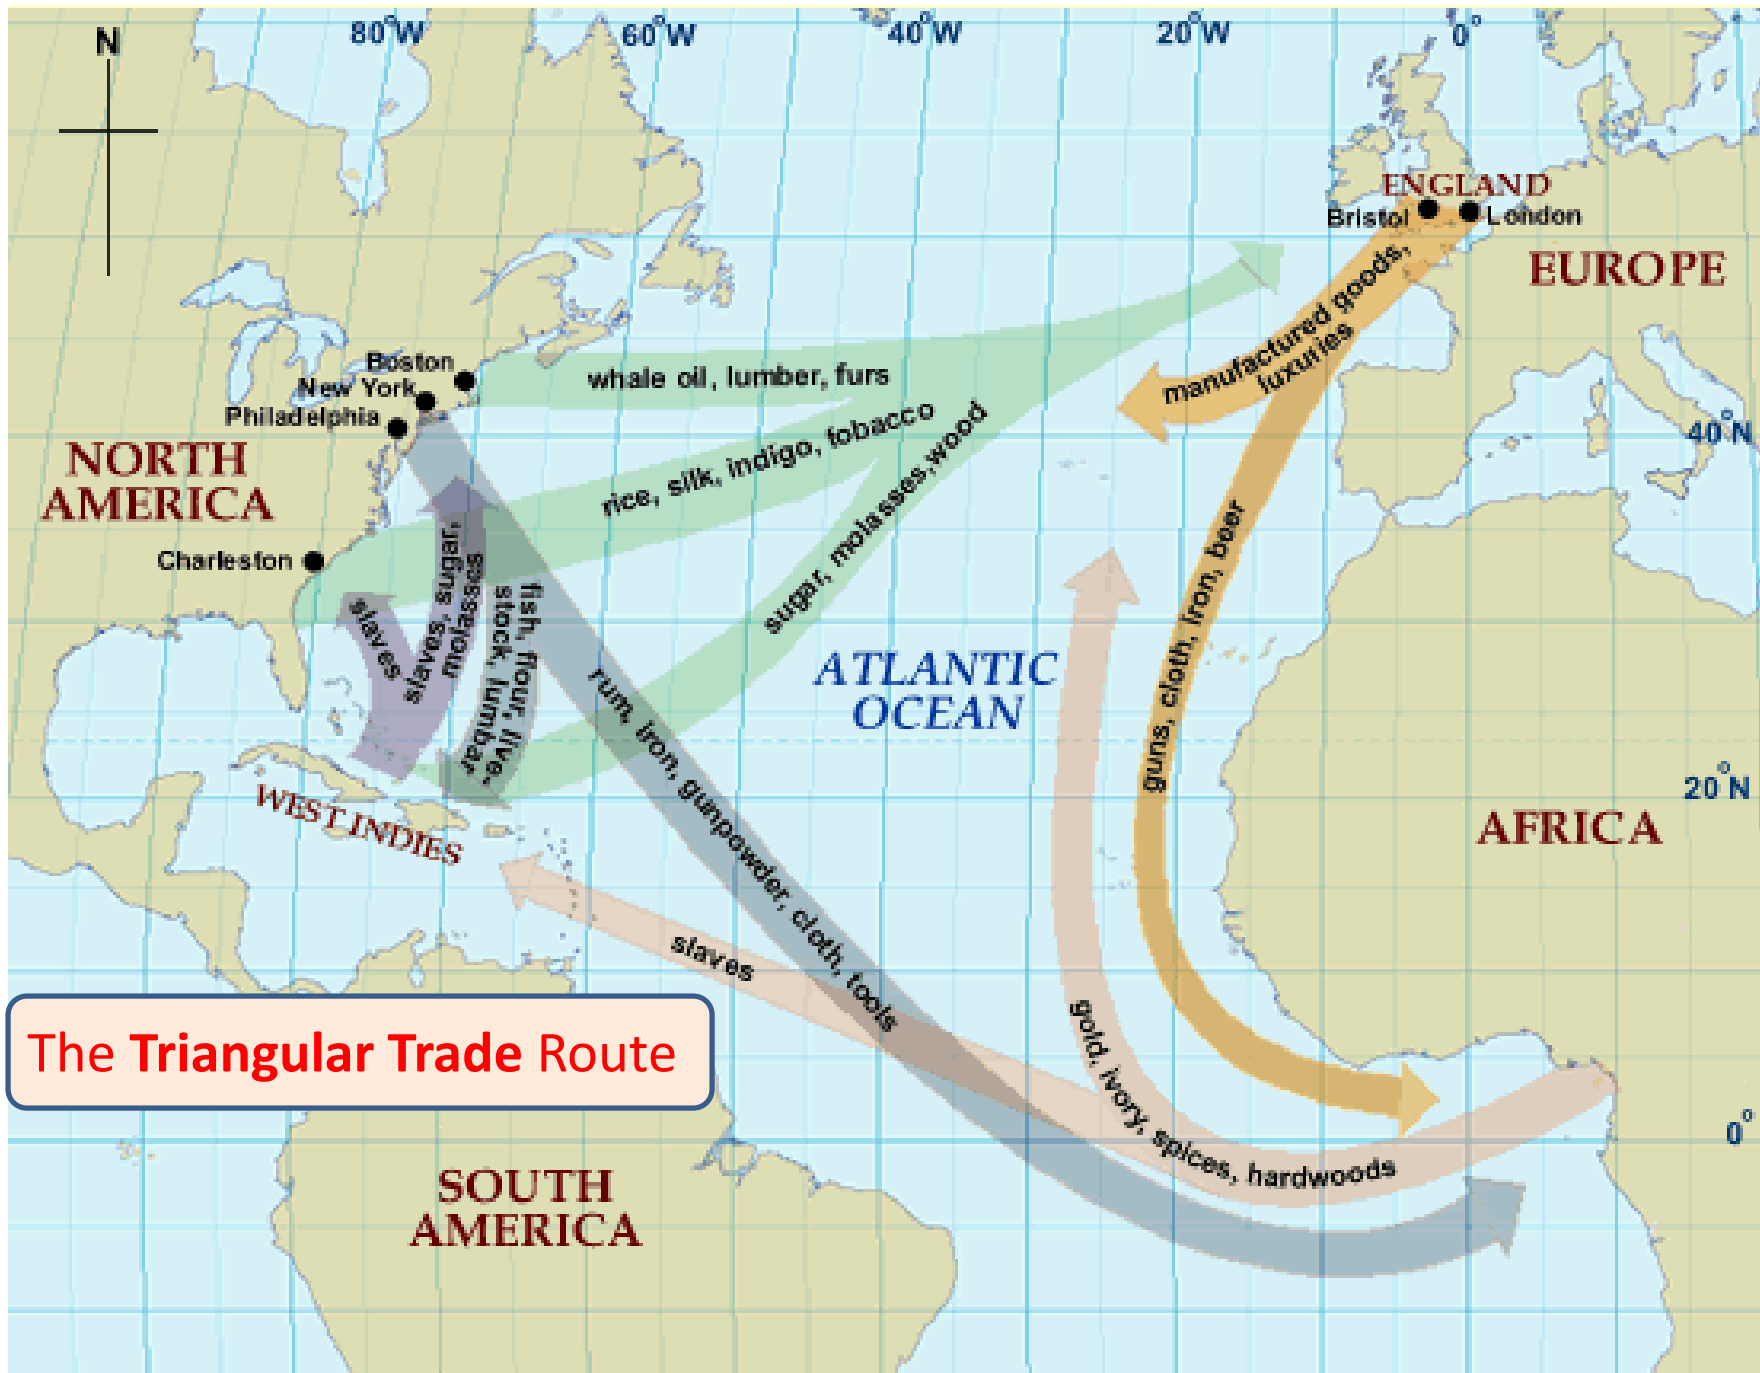 N
80°W
60°W
40°W
20°W
0°
ENGLAND
Bristol
London
EUROPE
manufactured goods,
luxuries
Boston
New York
Philadelphia
whale oil, lumber, furs
rice, silk, indigo, tobacco
sugar, molasses,wood
40°N
NORTH
AMERICA
Charleston
slaves
slaves, sugar,
molasses
fish, flour, live-
stock, lumbar
guns, cloth, iron, beer
ATLANTIC
OCEAN
rum, iron, gunpowder, cloth, tools
20°N
WEST INDIES
AFRICA
slaves
gold, ivory, spices, hardwoods
The Triangular Trade Route
0°
SOUTH
AMERICA